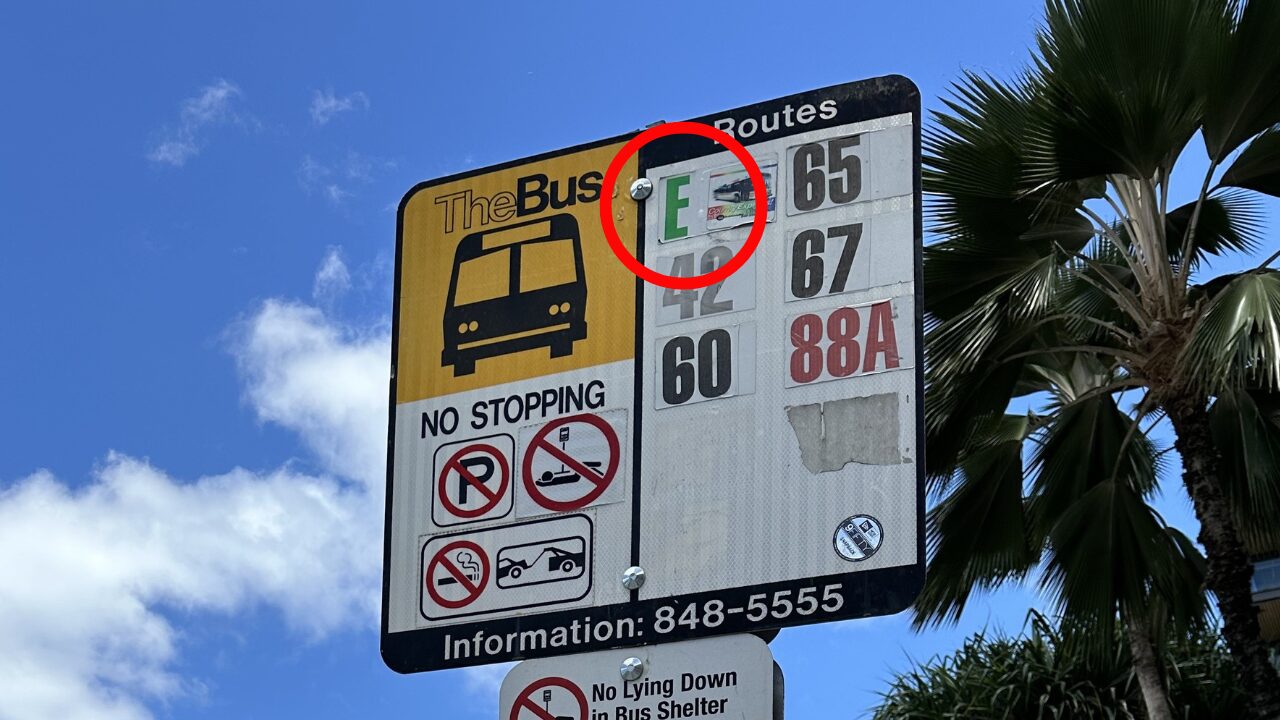 TheBus
Routes
E
42
60
65
67
88A
NO STOPPING
P
Information: 848-5555
No Lying Down
in Bus Shelter